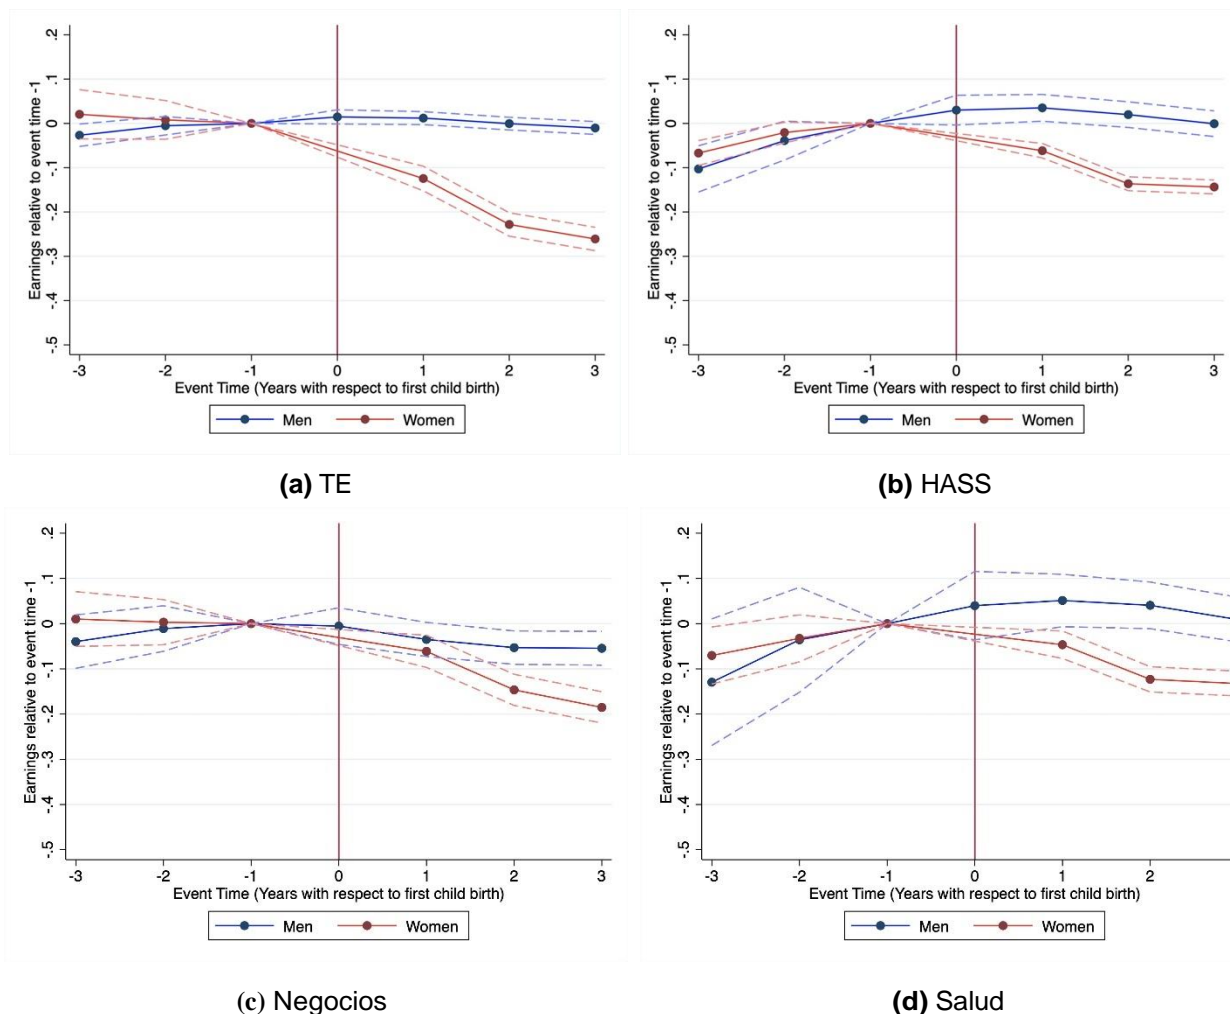 .2
.1
0
-.1
-.2
-.3
-.4
-.5
Earnings relative to event time -1
-3 -2 -1 0 1 2 3
Event Time (Years with respect to first child birth)
Men Women
(a) TE
.2
.1
0
-.1
-.2
-.3
-.4
-.5
Earnings relative to event time -1
-3 -2 -1 0 1 2 3
Event Time (Years with respect to first child birth)
Men Women
(b) HASS
.2
.1
0
-.1
-.2
-.3
-.4
-.5
Earnings relative to event time -1
-3 -2 -1 0 1 2 3
Event Time (Years with respect to first child birth)
Men Women
(c) Negocios
.2
.1
0
-.1
-.2
-.3
-.4
-.5
Earnings relative to event time -1
-3 -2 -1 0 1 2
Event Time (Years with respect to first child birth)
Men Women
(d) Salud